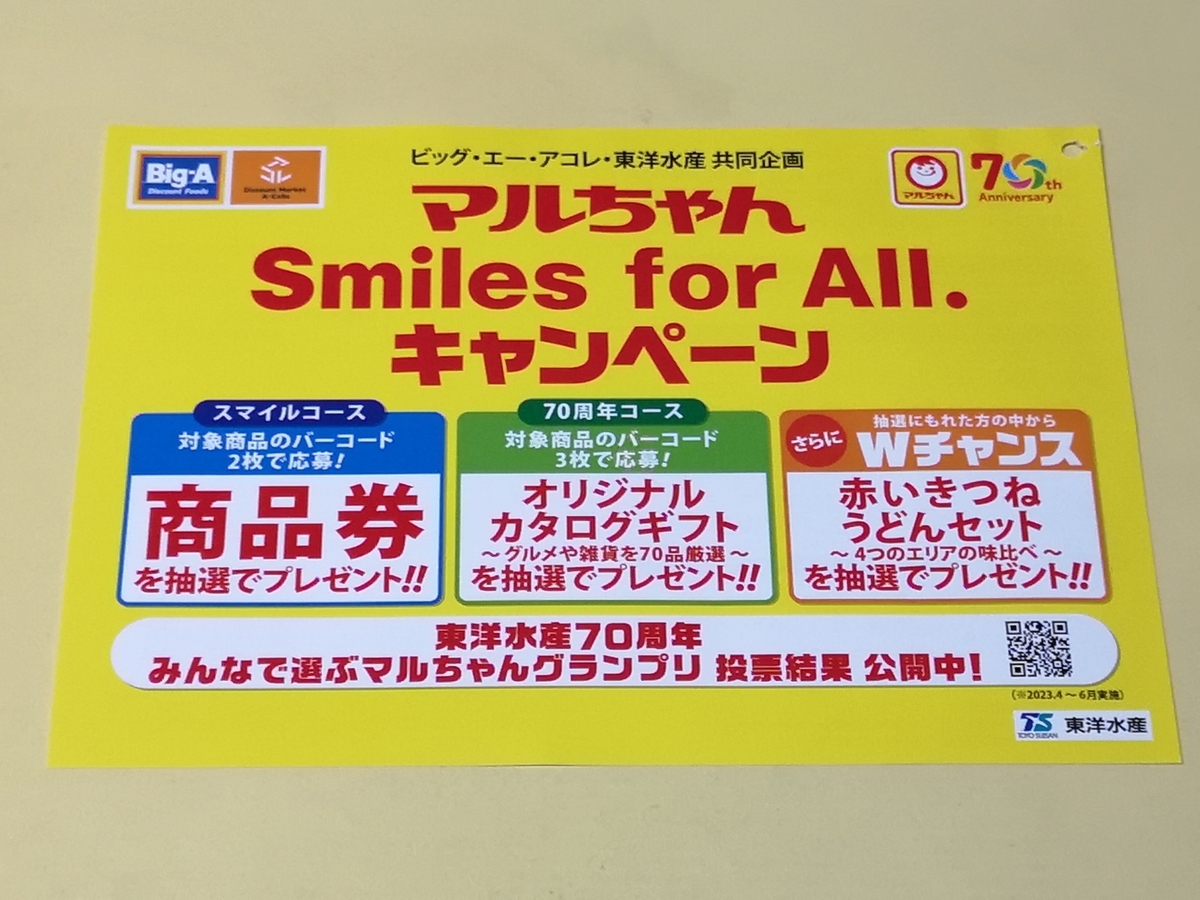 Big-A
Discount Foods
アコレ
Discount Market
A-Colle
ビッグ・エー・アコレ・東洋水産 共同企画
マルちゃん
70th
Anniversary
マルちゃん
Smiles for All.
キャンペーン
スマイルコース
対象商品のバーコード
2枚で応募!
商品券
を抽選でプレゼント!!
70周年コース
対象商品のバーコード
3枚で応募!
オリジナル
カタログギフト
～グルメや雑貨を70品厳選～
を抽選でプレゼント!!
さらに
抽選にもれた方の中から
Wチャンス
赤いきつね
うどんセット
～4つのエリアの味比べ～
を抽選でプレゼント!!
東洋水産70周年
みんなで選ぶマルちゃんグランプリ 投票結果 公開中!
(※2023.4～6月実施)
TS
TOYO SUISAN
東洋水産